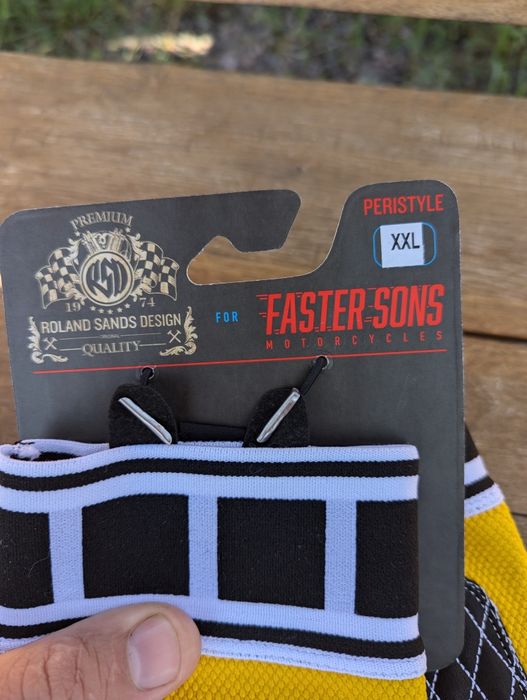 PREMIUM
RSD
19 74
ROLAND SANDS DESIGN
ORIGINAL
QUALITY
FOR
PERISTYLE
XXL
FASTER SONS
MOTORCYCLES